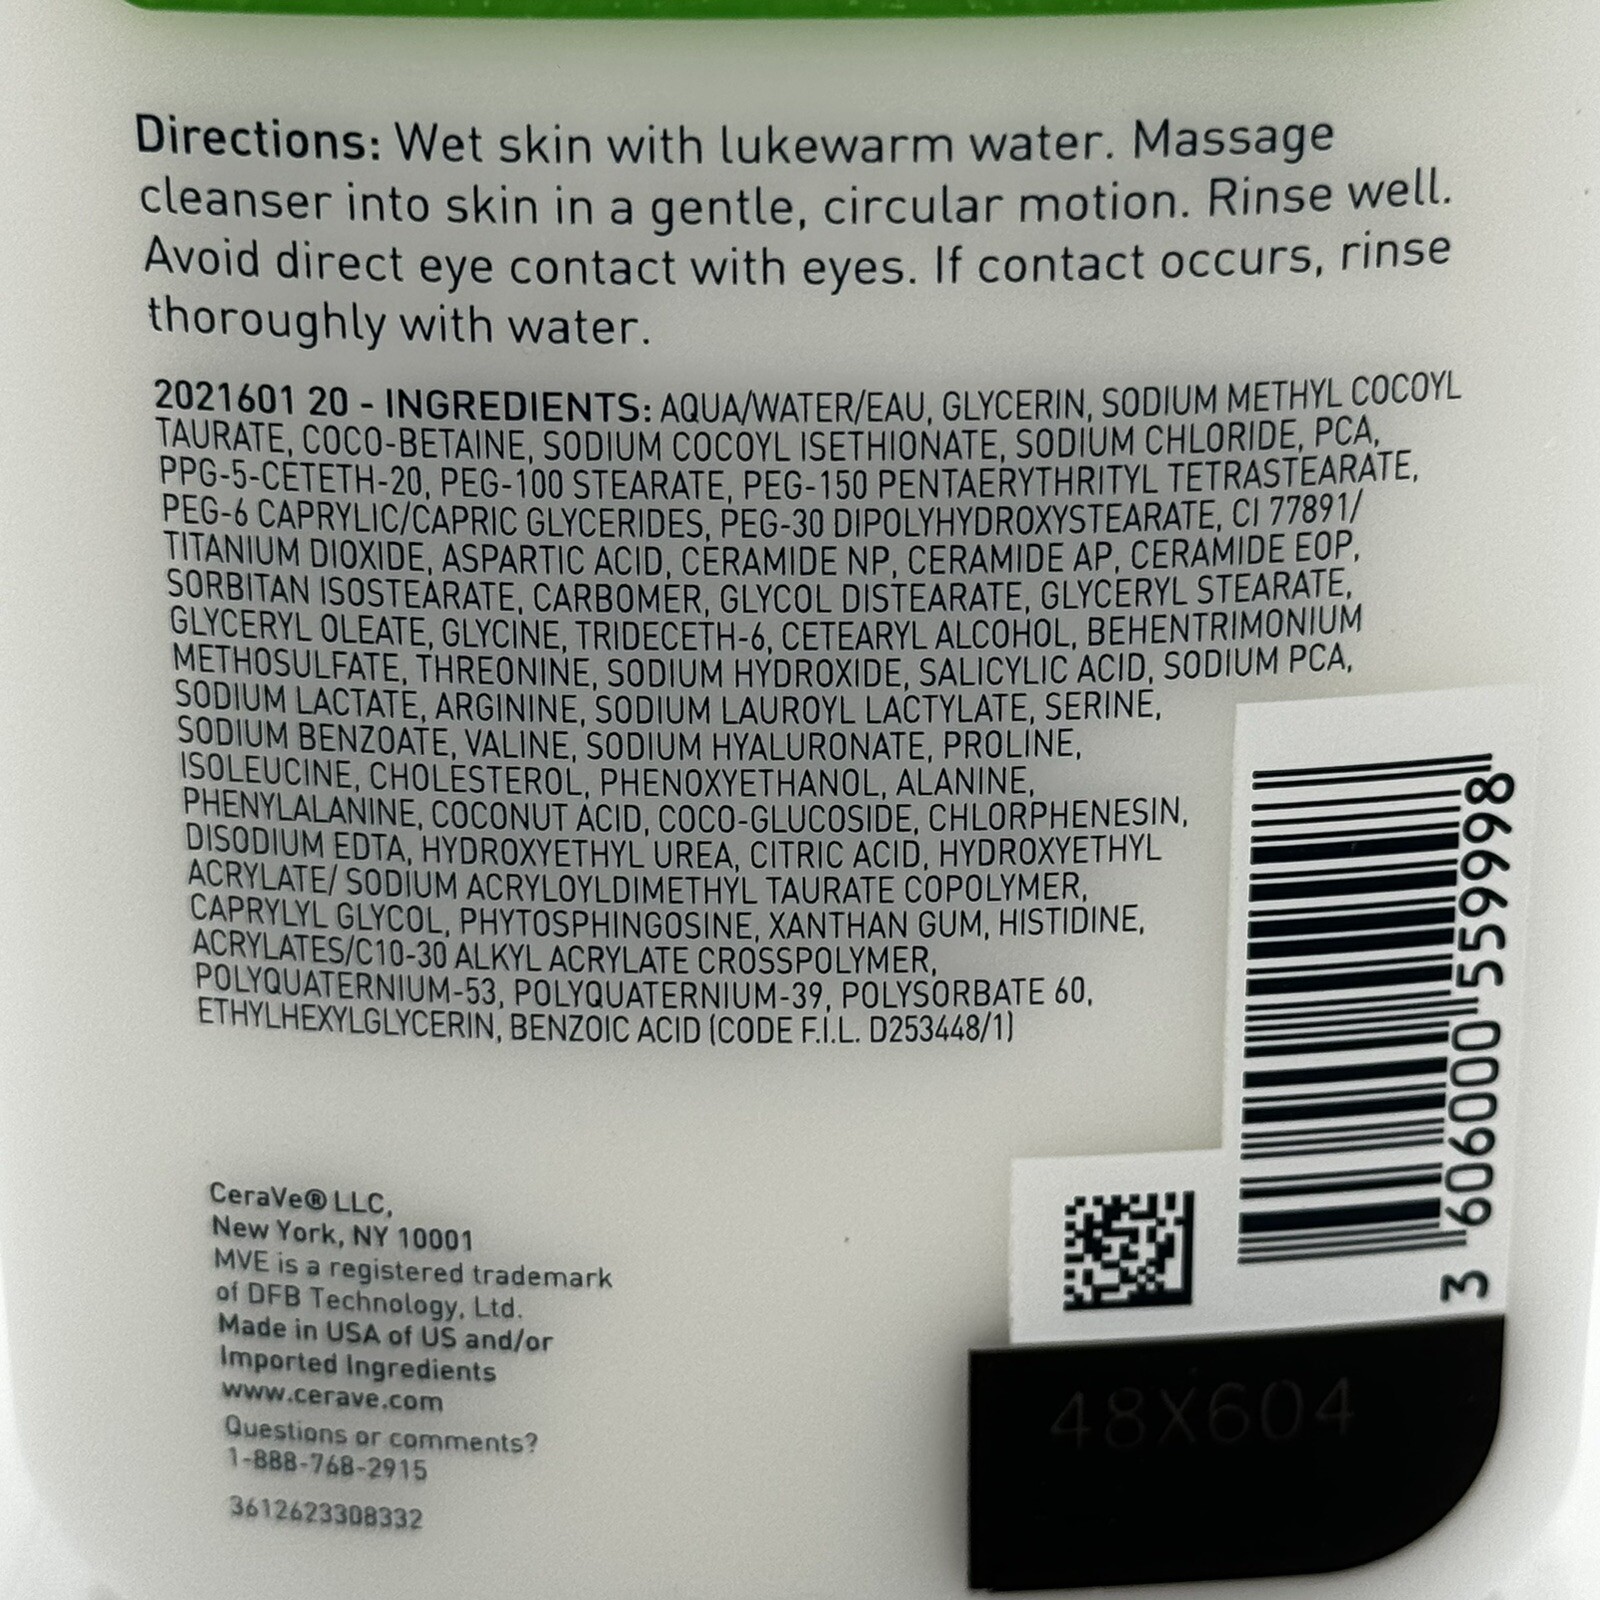 Directions: Wet skin with lukewarm water. Massage
cleanser into skin in a gentle, circular motion. Rinse well.
Avoid direct eye contact with eyes. If contact occurs, rinse
thoroughly with water.
2021601 20 - INGREDIENTS: AQUA/WATER/EAU, GLYCERIN, SODIUM METHYL COCOYL
TAURATE, COCO-BETAINE, SODIUM COCOYL ISETHIONATE, SODIUM CHLORIDE, PCA,
PPG-5-CETETH-20, PEG-100 STEARATE, PEG-150 PENTAERYTHRITYL TETRASTEARATE,
PEG-6 CAPRYLIC/CAPRIC GLYCERIDES, PEG-30 DIPOLYHYDROXYSTEARATE, CI 77891/
TITANIUM DIOXIDE, ASPARTIC ACID, CERAMIDE NP, CERAMIDE AP, CERAMIDE EOP,
SORBITAN ISOSTEARATE, CARBOMER, GLYCOL DISTEARATE, GLYCERYL STEARATE,
GLYCERYL OLEATE, GLYCINE, TRIDECETH-6, CETEARYL ALCOHOL, BEHENTRIMONIUM
METHOSULFATE, THREONINE, SODIUM HYDROXIDE, SALICYLIC ACID, SODIUM PCA,
SODIUM LACTATE, ARGININE, SODIUM LAUROYL LACTYLATE, SERINE,
SODIUM BENZOATE, VALINE, SODIUM HYALURONATE, PROLINE,
ISOLEUCINE, CHOLESTEROL, PHENOXYETHANOL, ALANINE,
PHENYLALANINE, COCONUT ACID, COCO-GLUCOSIDE, CHLORPHENESIN,
DISODIUM EDTA, HYDROXYETHYL UREA, CITRIC ACID, HYDROXYETHYL
ACRYLATE/ SODIUM ACRYLOYLDIMETHYL TAURATE COPOLYMER,
CAPRYLYL GLYCOL, PHYTOSPHINGOSINE, XANTHAN GUM, HISTIDINE,
ACRYLATES/C10-30 ALKYL ACRYLATE CROSSPOLYMER,
POLYQUATERNIUM-53, POLYQUATERNIUM-39, POLYSORBATE 60,
ETHYLHEXYLGLYCERIN, BENZOIC ACID (CODE F.I.L. D253448/1)
3 606000 559998
CeraVe® LLC,
New York, NY 10001
MVE is a registered trademark
of DFB Technology, Ltd.
Made in USA of US and/or
Imported Ingredients
www.cerave.com
Questions or comments?
1-888-768-2915
3612623308332
48X604